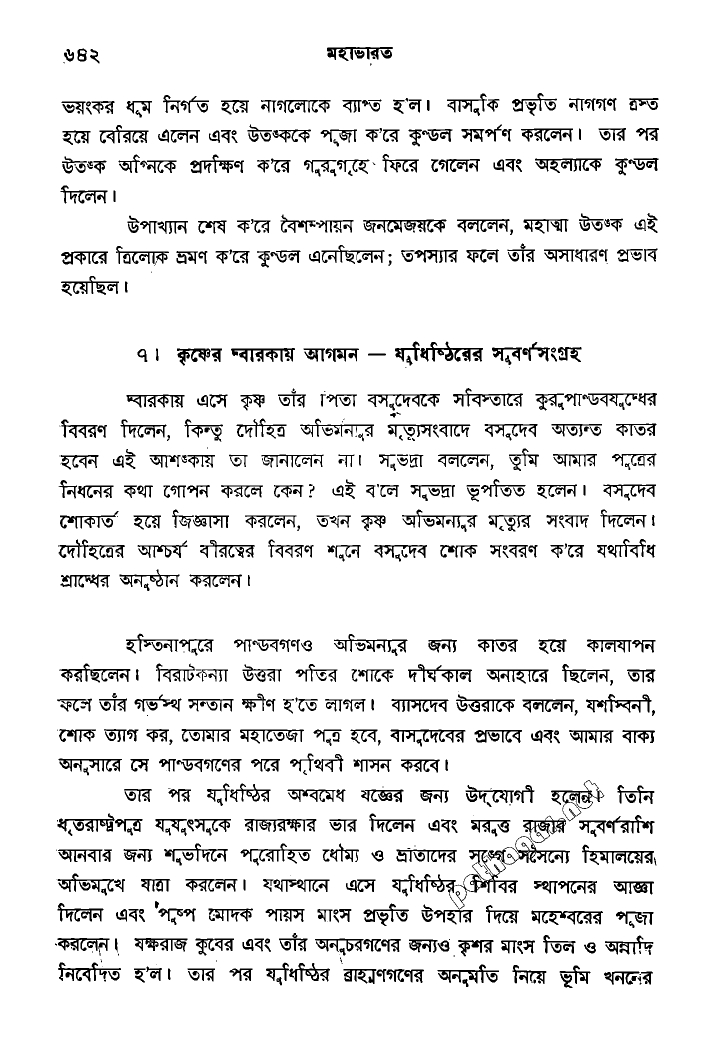 ৬৪২
মহাভারত
ভয়ংকর ধূম নির্গত হয়ে নাগলোকে ব্যাপ্ত হ'ল। বাসুকি প্রভৃতি নাগগণ ত্রস্ত
হয়ে বেরিয়ে এলেন এবং উতঙ্ককে পূজা ক'রে কুণ্ডল সমর্পণ করলেন। তার পর
উতঙ্ক অগ্নিকে প্রদক্ষিণ ক'রে গুরুগৃহে ফিরে গেলেন এবং অহল্যাকে কুণ্ডল
দিলেন।
উপাখ্যান শেষ ক'রে বৈশম্পায়ন জনমেজয়কে বললেন, মহাত্মা উতঙ্ক এই
প্রকারে ত্রিলোক ভ্রমণ ক'রে কুণ্ডল এনেছিলেন; তপস্যার ফলে তাঁর অসাধারণ প্রভাব
হয়েছিল।
৭। কৃষ্ণের দ্বারকায় আগমন — যুধিষ্ঠিরের সুবর্ণসংগ্রহ
দ্বারকায় এসে কৃষ্ণ তাঁর পিতা বসুদেবকে সবিস্তারে কুরুপাণ্ডবযুদ্ধের
বিবরণ দিলেন, কিন্তু দৌহিত্র অভিমন্যুর মৃত্যুসংবাদে বসুদেব অত্যন্ত কাতর
হবেন এই আশঙ্কায় তা জানালেন না। সুভদ্রা বললেন, তুমি আমার পুত্রের
নিধনের কথা গোপন করলে কেন? এই ব'লে সুভদ্রা ভূপতিত হলেন। বসুদেব
শোকার্ত হয়ে জিজ্ঞাসা করলেন, তখন কৃষ্ণ অভিমন্যুর মৃত্যুর সংবাদ দিলেন।
দৌহিত্রের আশ্চর্য বীরত্বের বিবরণ শুনে বসুদেব শোক সংবরণ ক'রে যথাবিধি
শ্রাদ্ধের অনুষ্ঠান করলেন।
হস্তিনাপুরে পাণ্ডবগণও অভিমন্যুর জন্য কাতর হয়ে কালযাপন
করছিলেন। বিরাটকন্যা উত্তরা পতির শোকে দীর্ঘকাল অনাহারে ছিলেন, তার
ফলে তাঁর গর্ভস্থ সন্তান ক্ষীণ হ'তে লাগল। ব্যাসদেব উত্তরাকে বললেন, যশস্বিনী,
শোক ত্যাগ কর, তোমার মহাতেজা পুত্র হবে, বাসুদেবের প্রভাবে এবং আমার বাক্য
অনুসারে সে পাণ্ডবগণের পরে পৃথিবী শাসন করবে।
তার পর যুধিষ্ঠির অশ্বমেধ যজ্ঞের জন্য উদ্‌যোগী হলেন। তিনি
ধৃতরাষ্ট্রপুত্র যুযুৎসুকে রাজ্যরক্ষার ভার দিলেন এবং মরুত্ত রাজার সুবর্ণরাশি
আনবার জন্য শুভদিনে পুরোহিত ধৌম্য ও ভ্রাতাদের সঙ্গে সসৈন্যে হিমালয়ের
অভিমুখে যাত্রা করলেন। যথাস্থানে এসে যুধিষ্ঠির শিবির স্থাপনের আজ্ঞা
দিলেন এবং পুষ্প মোদক পায়স মাংস প্রভৃতি উপহার দিয়ে মহেশ্বরের পূজা
করলেন। যক্ষরাজ কুবের এবং তাঁর অনুচরগণের জন্যও কৃশর মাংস তিল ও অন্নাদি
নিবেদিত হ'ল। তার পর যুধিষ্ঠির ব্রাহ্মণগণের অনুমতি নিয়ে ভূমি খননের